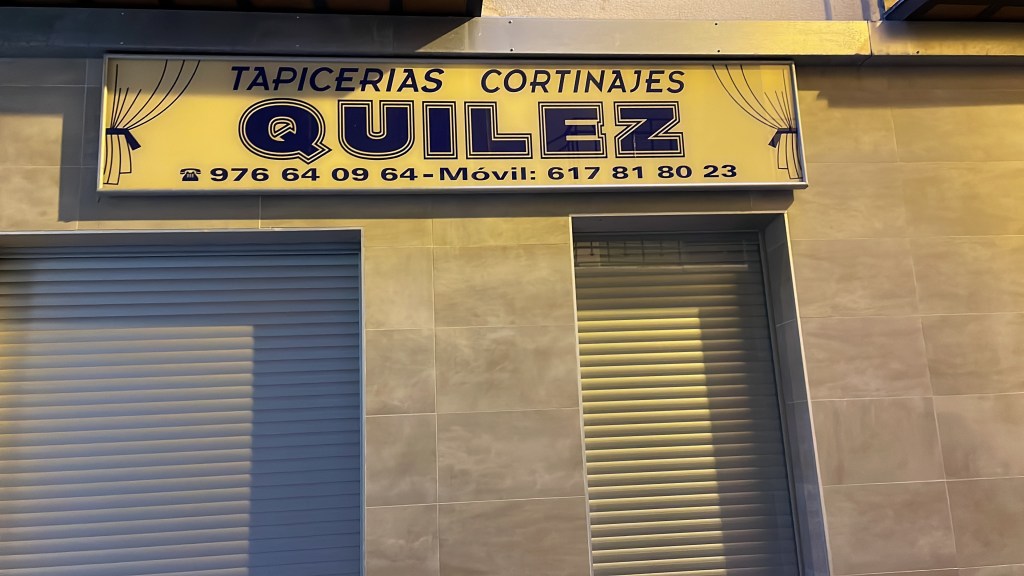 TAPICERIAS CORTINAJES
QUILEZ
☎ 976 64 09 64-Móvil: 617 81 80 23